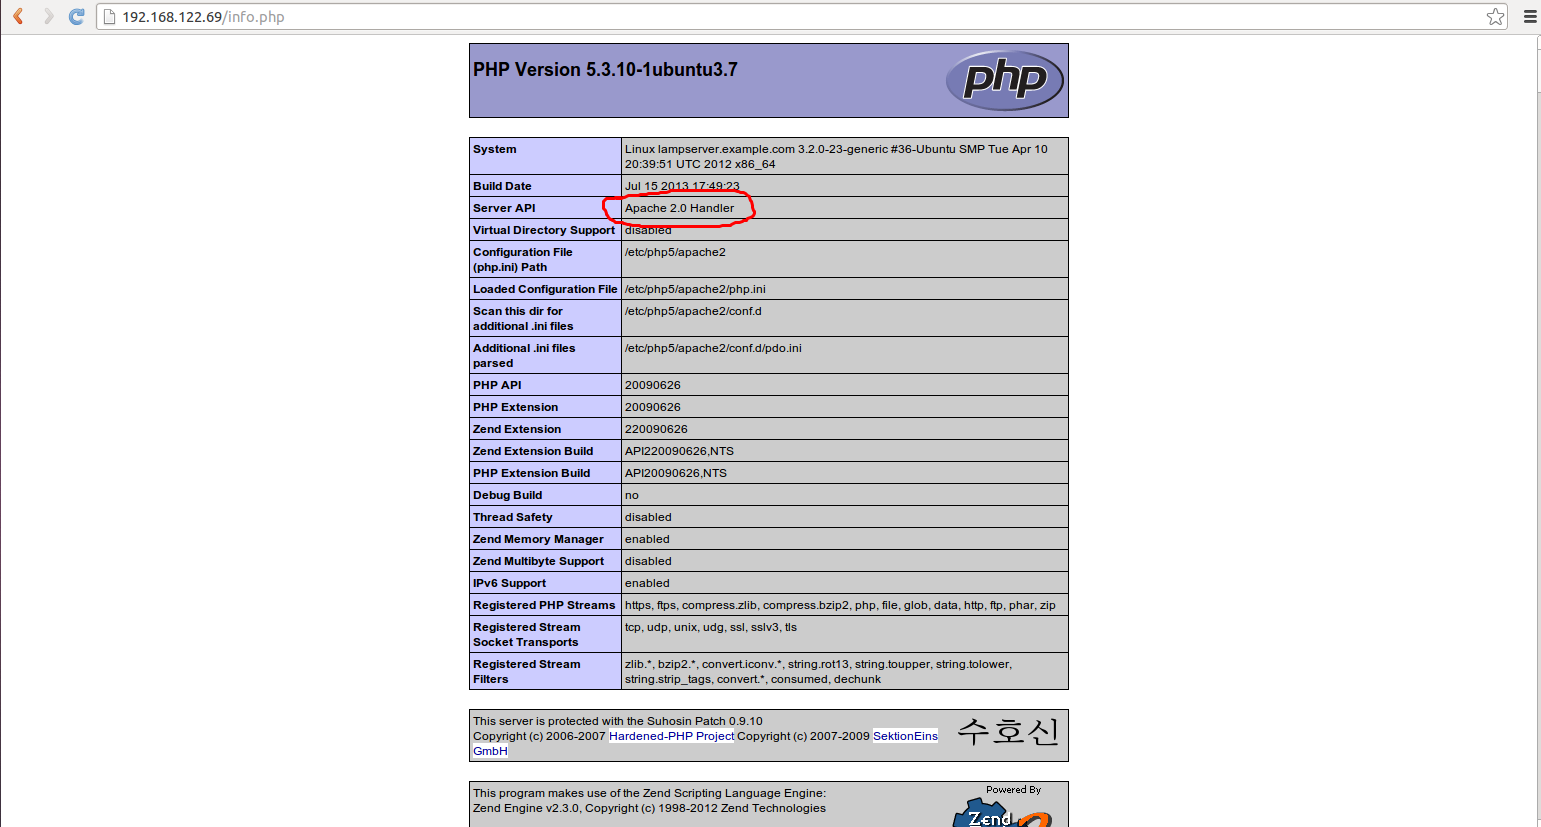 192.168.122.69/info.php
PHP Version 5.3.10-1ubuntu3.7
php
System
Linux lampserver.example.com 3.2.0-23-generic #36-Ubuntu SMP Tue Apr 10
20:39:51 UTC 2012 x86_64
Build Date
Jul 15 2013 17:49:23
Server API
Apache 2.0 Handler
Virtual Directory Support
disabled
Configuration File
(php.ini) Path
/etc/php5/apache2
Loaded Configuration File
/etc/php5/apache2/php.ini
Scan this dir for
additional .ini files
/etc/php5/apache2/conf.d
Additional .ini files
parsed
/etc/php5/apache2/conf.d/pdo.ini
PHP API
20090626
PHP Extension
20090626
Zend Extension
220090626
Zend Extension Build
API220090626,NTS
PHP Extension Build
API20090626,NTS
Debug Build
no
Thread Safety
disabled
Zend Memory Manager
enabled
Zend Multibyte Support
disabled
IPv6 Support
enabled
Registered PHP Streams
https, ftps, compress.zlib, compress.bzip2, php, file, glob, data, http, ftp, phar, zip
Registered Stream
Socket Transports
tcp, udp, unix, udg, ssl, sslv3, tls
Registered Stream
Filters
zlib.*, bzip2.*, convert.iconv.*, string.rot13, string.toupper, string.tolower,
string.strip_tags, convert.*, consumed, dechunk
This server is protected with the Suhosin Patch 0.9.10
Copyright (c) 2006-2007 Hardened-PHP Project Copyright (c) 2007-2009 SektionEins
GmbH
수호신
This program makes use of the Zend Scripting Language Engine:
Zend Engine v2.3.0, Copyright (c) 1998-2012 Zend Technologies
Powered By
Zend